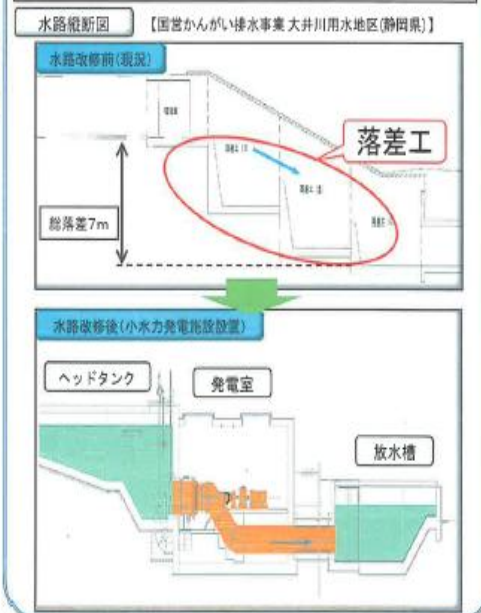 水路縦断図 【国営かんがい排水事業 大井川用水地区(静岡県)】
水路改修前(現況)
落差工
総落差7m
水路改修後(小水力発電施設設置)
ヘッドタンク
発電室
放水槽